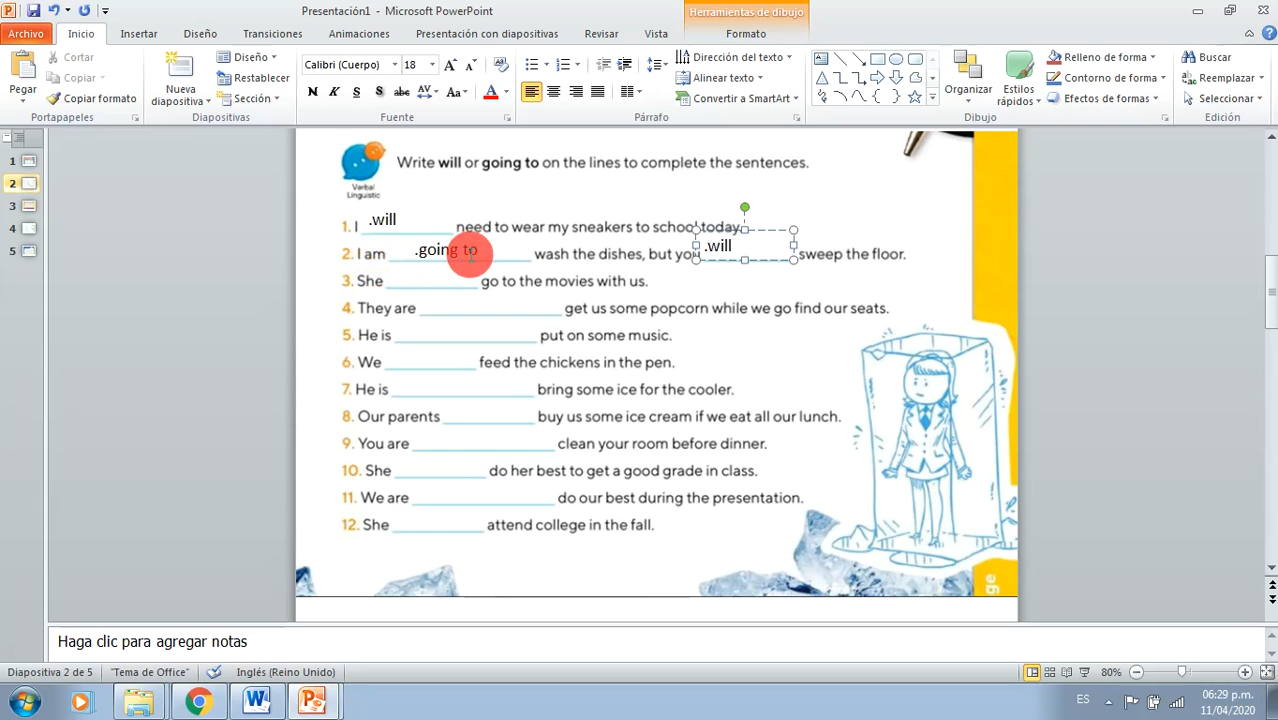 Presentación1 - Microsoft PowerPoint
Herramientas de dibujo
Archivo Inicio Insertar Diseño Transiciones Animaciones Presentación con diapositivas Revisar Vista Formato
Pegar
Cortar
Copiar
Copiar formato
Portapapeles
Nueva diapositiva
Diseño
Restablecer
Sección
Diapositivas
Calibri (Cuerpo) 18
N K S S abc AV Aa A
Fuente
Párrafo
Dirección del texto
Alinear texto
Convertir a SmartArt
Organizar
Estilos rápidos
Dibujo
Relleno de forma
Contorno de forma
Efectos de formas
Buscar
Reemplazar
Seleccionar
Edición
1
2
3
4
5
Verbal
Linguistic
Write will or going to on the lines to complete the sentences.
1. I .will need to wear my sneakers to school today.
2. I am .going to wash the dishes, but you .will sweep the floor.
3. She go to the movies with us.
4. They are get us some popcorn while we go find our seats.
5. He is put on some music.
6. We feed the chickens in the pen.
7. He is bring some ice for the cooler.
8. Our parents buy us some ice cream if we eat all our lunch.
9. You are clean your room before dinner.
10. She do her best to get a good grade in class.
11. We are do our best during the presentation.
12. She attend college in the fall.
ge
Haga clic para agregar notas
Diapositiva 2 de 5 "Tema de Office" Inglés (Reino Unido) 80%
ES
06:29 p.m.
11/04/2020